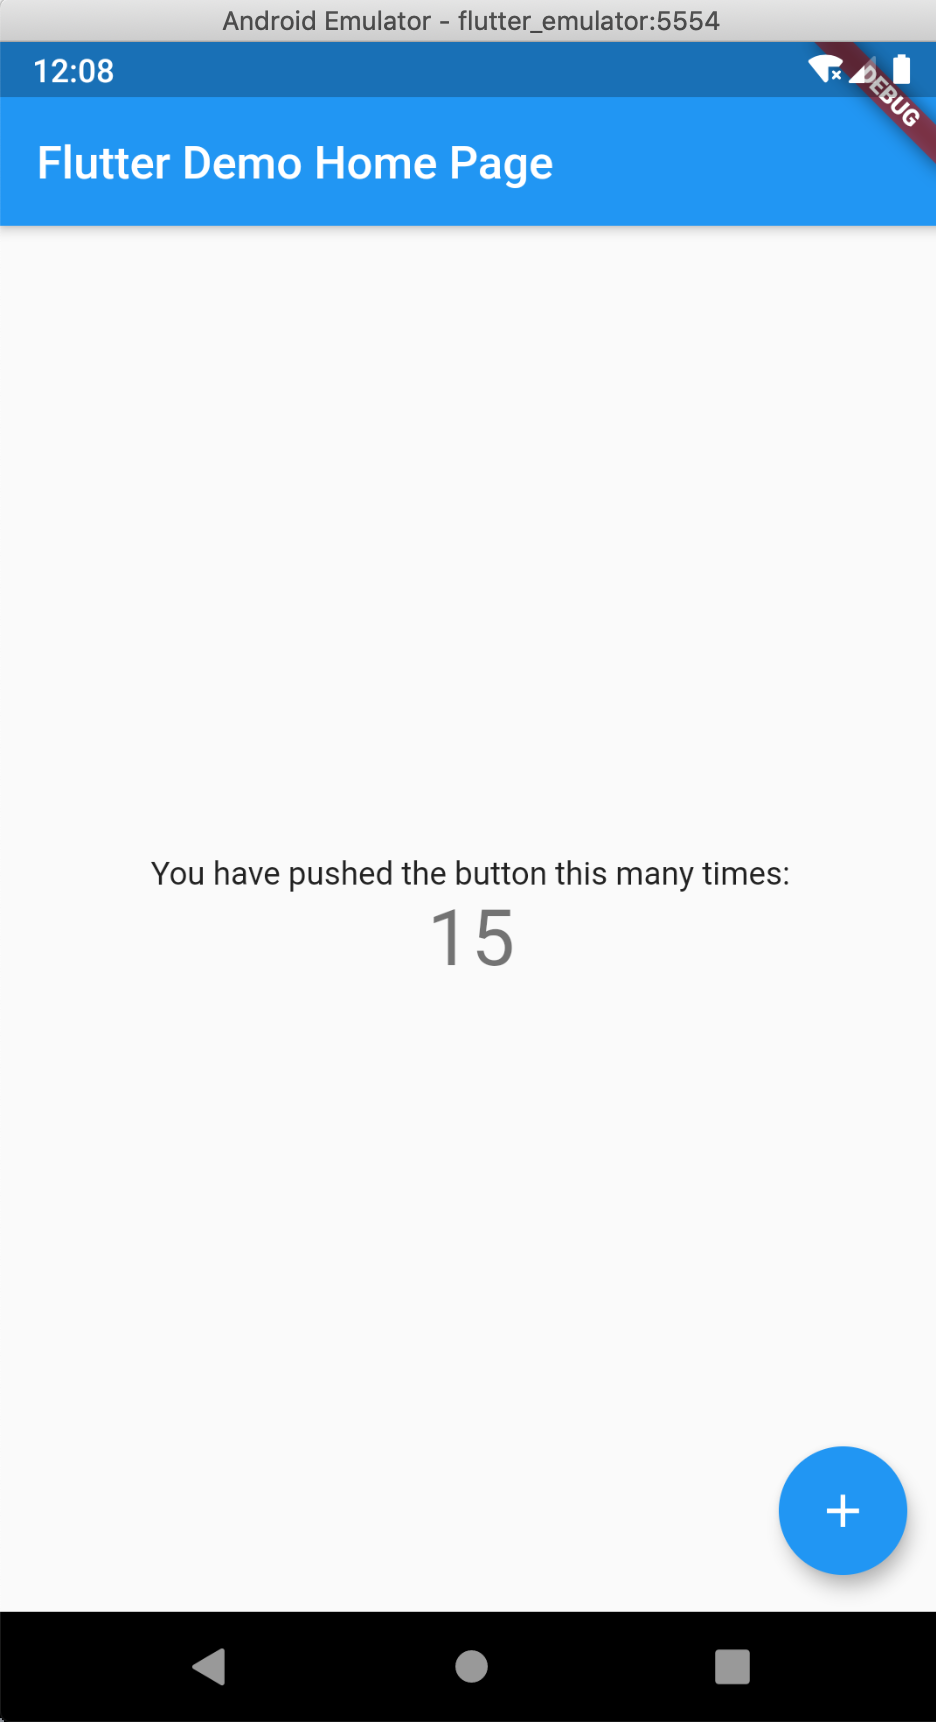 Android Emulator - flutter_emulator:5554
12:08
DEBUG
Flutter Demo Home Page
You have pushed the button this many times:
15